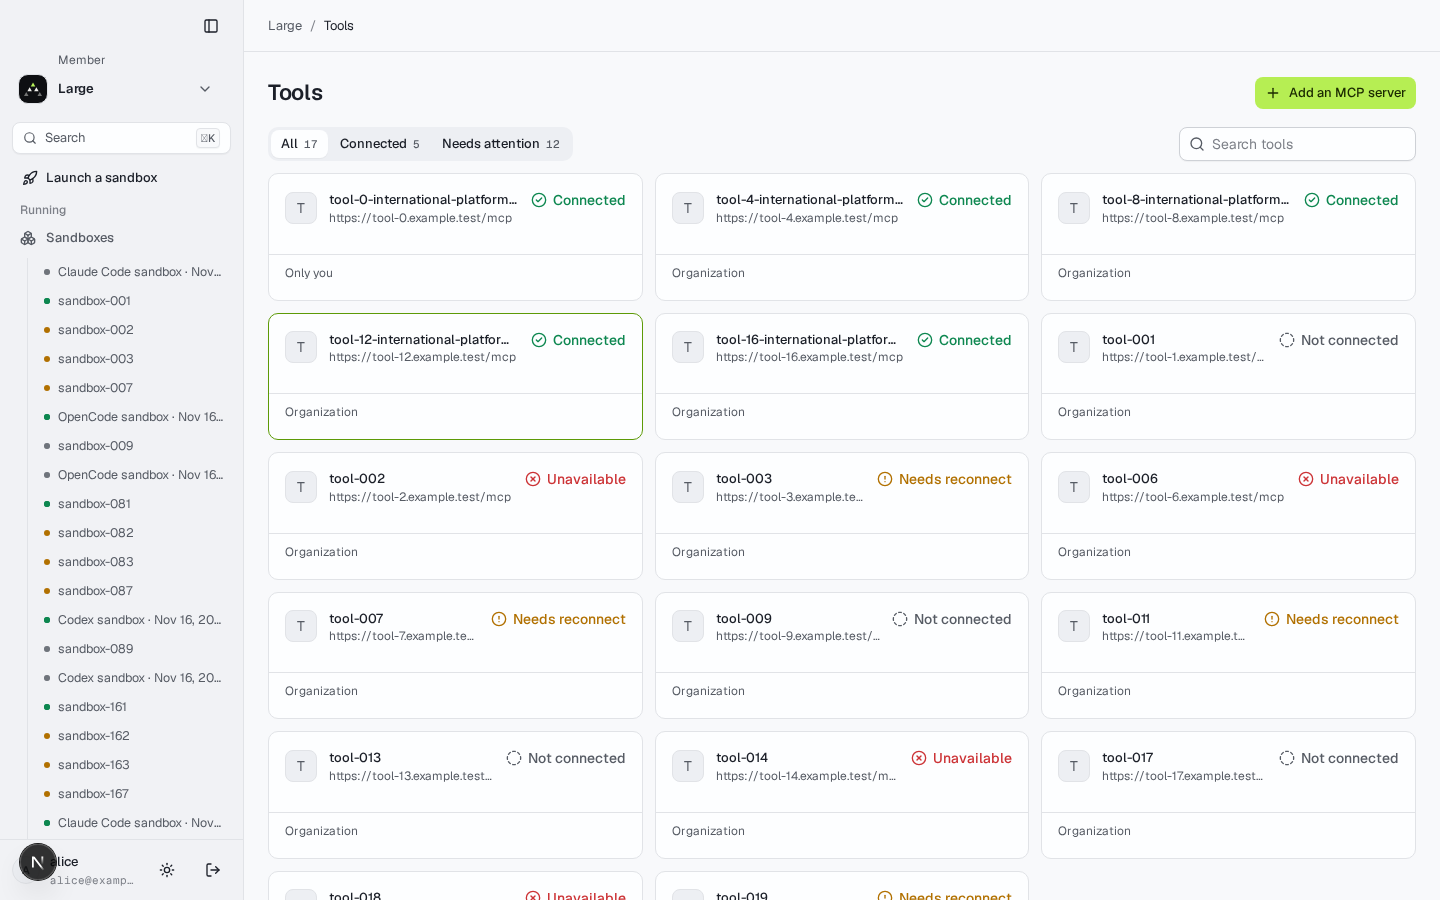 Member
Large
Search
K
Launch a sandbox
Running
Sandboxes
Claude Code sandbox · Nov...
sandbox-001
sandbox-002
sandbox-003
sandbox-007
OpenCode sandbox · Nov 16...
sandbox-009
OpenCode sandbox · Nov 16...
sandbox-081
sandbox-082
sandbox-083
sandbox-087
Codex sandbox · Nov 16, 20...
sandbox-089
Codex sandbox · Nov 16, 20...
sandbox-161
sandbox-162
sandbox-163
sandbox-167
Claude Code sandbox · Nov...
N
alice
alice@examp...
Large / Tools
Tools
Add an MCP server
All 17 Connected 5 Needs attention 12
Search tools
T
tool-0-international-platform...
Connected
https://tool-0.example.test/mcp
Only you
T
tool-4-international-platform...
Connected
https://tool-4.example.test/mcp
Organization
T
tool-8-international-platform...
Connected
https://tool-8.example.test/mcp
Organization
T
tool-12-international-platfor...
Connected
https://tool-12.example.test/mcp
Organization
T
tool-16-international-platfor...
Connected
https://tool-16.example.test/mcp
Organization
T
tool-001
Not connected
https://tool-1.example.test/...
Organization
T
tool-002
Unavailable
https://tool-2.example.test/mcp
Organization
T
tool-003
Needs reconnect
https://tool-3.example.te...
Organization
T
tool-006
Unavailable
https://tool-6.example.test/mcp
Organization
T
tool-007
Needs reconnect
https://tool-7.example.te...
Organization
T
tool-009
Not connected
https://tool-9.example.test/...
Organization
T
tool-011
Needs reconnect
https://tool-11.example.t...
Organization
T
tool-013
Not connected
https://tool-13.example.test...
Organization
T
tool-014
Unavailable
https://tool-14.example.test/m...
Organization
T
tool-017
Not connected
https://tool-17.example.test...
Organization
tool-018
Unavailable
tool-019
Needs reconnect